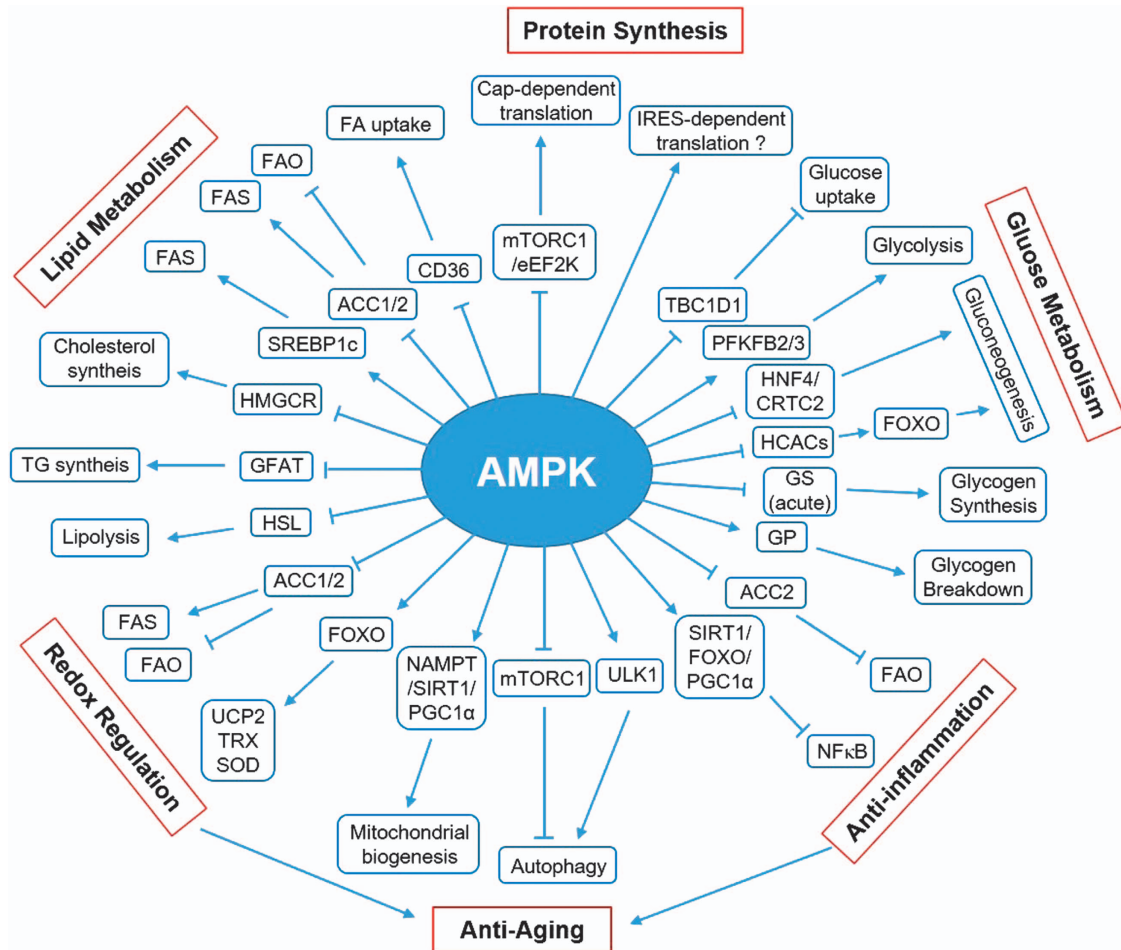 Protein Synthesis
Cap-dependent
translation
IRES-dependent
translation ?
FA uptake
FAO
FAS
FAS
Lipid Metabolism
Glucose
uptake
Glycolysis
Gluconeogenesis
Gluose Metabolism
mTORC1
/eEF2K
CD36
ACC1/2
SREBP1c
TBC1D1
PFKFB2/3
Cholesterol
syntheis
HMGCR
HNF4/
CRTC2
HCACs
FOXO
TG syntheis
GFAT
AMPK
GS
(acute)
Glycogen
Synthesis
Lipolysis
HSL
GP
Glycogen
Breakdown
ACC1/2
ACC2
FAS
FAO
FOXO
NAMPT
/SIRT1/
PGC1α
mTORC1
ULK1
SIRT1/
FOXO/
PGC1α
FAO
NFκB
UCP2
TRX
SOD
Redox Regulation
Anti-inflammation
Mitochondrial
biogenesis
Autophagy
Anti-Aging